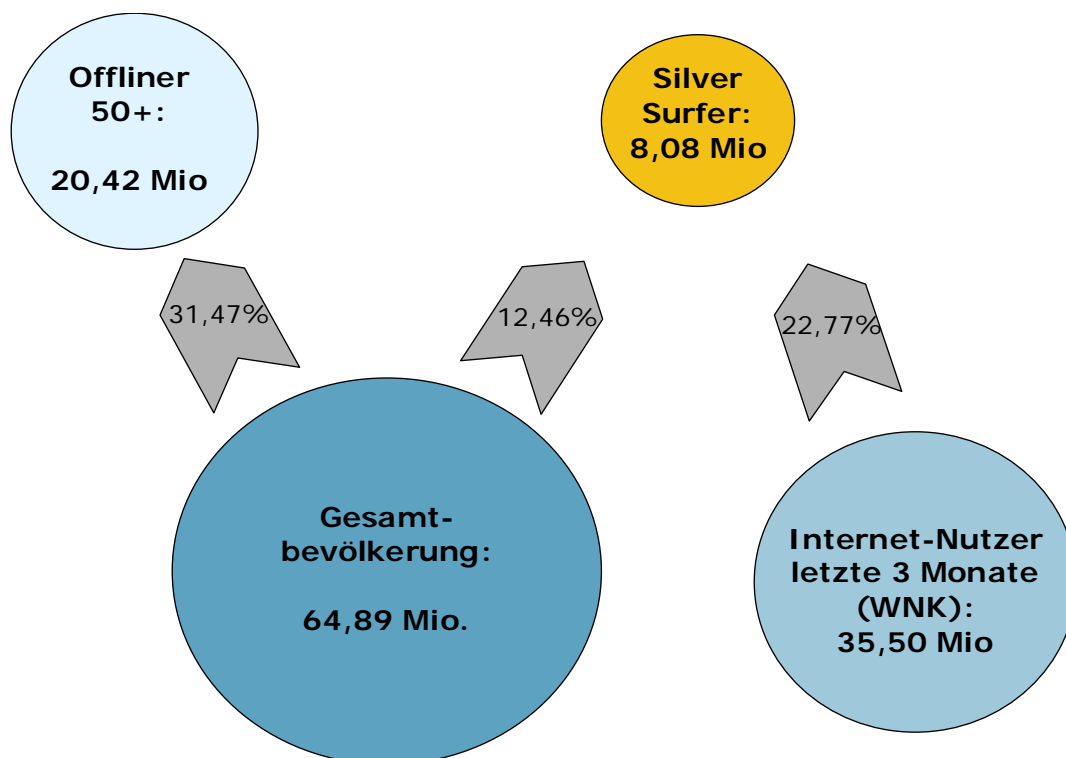 Offliner
50+:
20,42 Mio
Silver
Surfer:
8,08 Mio
31,47%
12,46%
22,77%
Gesamt-
bevölkerung:
64,89 Mio.
Internet-Nutzer
letzte 3 Monate
(WNK):
35,50 Mio